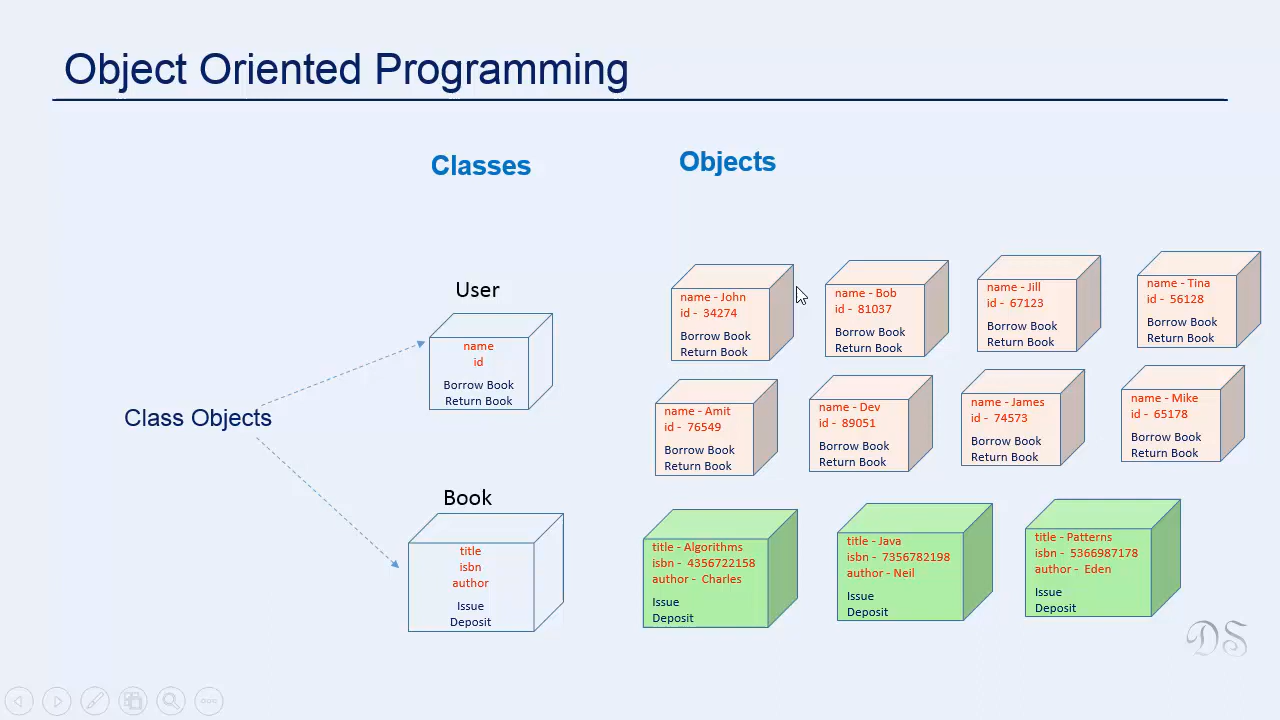 Object Oriented Programming
Classes
Objects
Class Objects
User
name
id
Borrow Book
Return Book
name - John
id - 34274
Borrow Book
Return Book
name - Bob
id - 81037
Borrow Book
Return Book
name - Jill
id - 67123
Borrow Book
Return Book
name - Tina
id - 56128
Borrow Book
Return Book
name - Amit
id - 76549
Borrow Book
Return Book
name - Dev
id - 89051
Borrow Book
Return Book
name - James
id - 74573
Borrow Book
Return Book
name - Mike
id - 65178
Borrow Book
Return Book
Book
title
isbn
author
Issue
Deposit
title - Algorithms
isbn - 4356722158
author - Charles
Issue
Deposit
title - Java
isbn - 7356782198
author - Neil
Issue
Deposit
title - Patterns
isbn - 5366987178
author - Eden
Issue
Deposit
DS